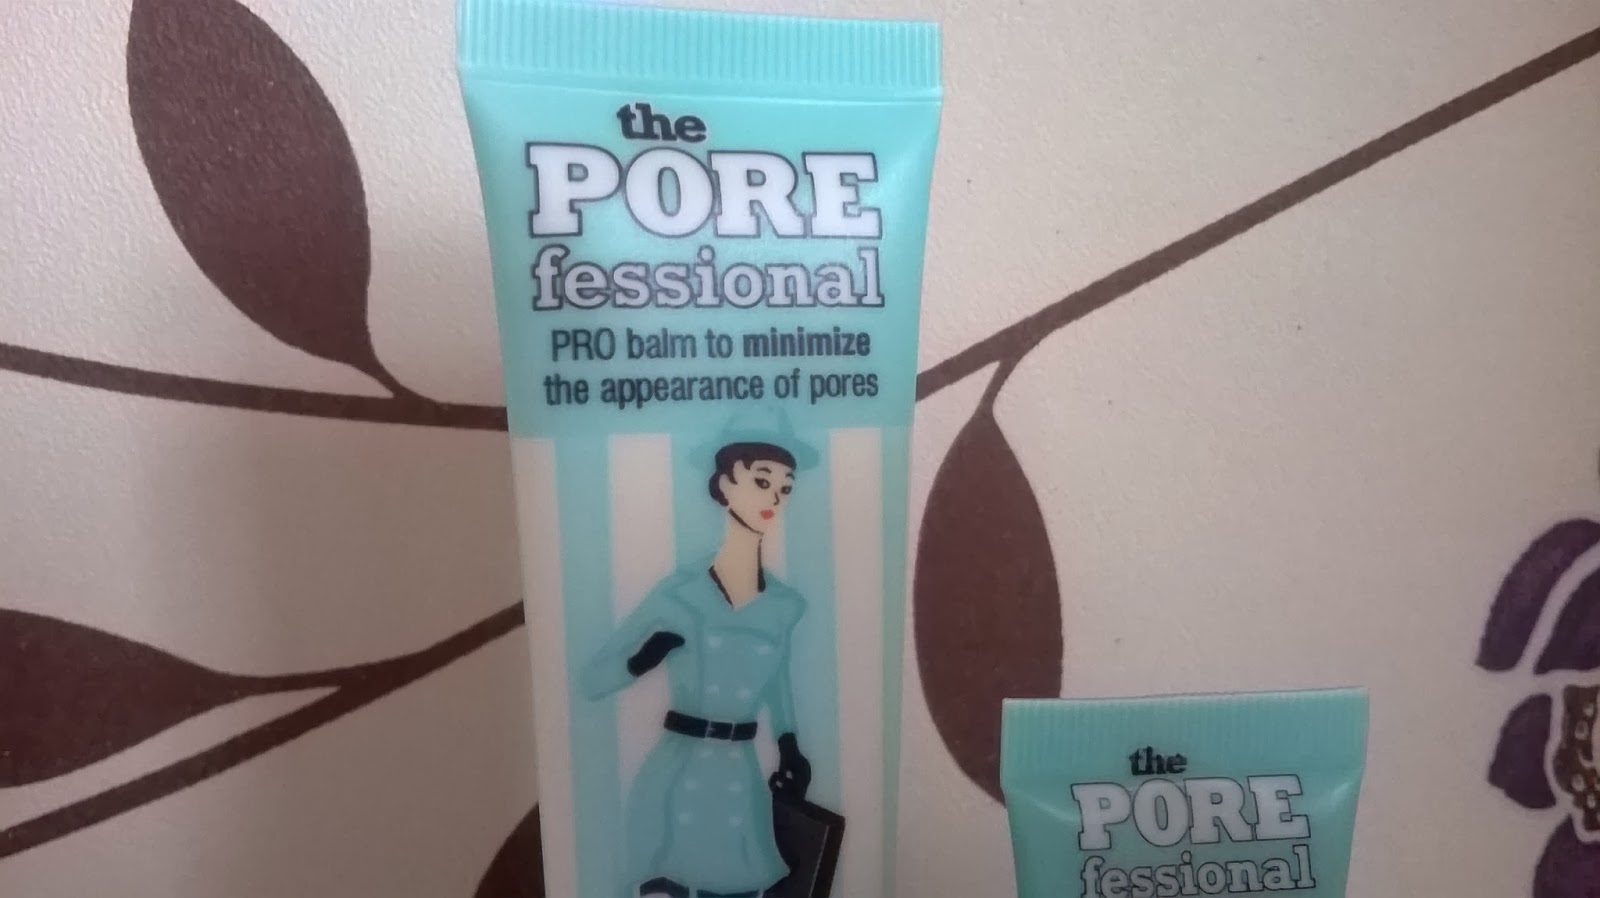 the
PORE
fessional
PRO balm to minimize
the appearance of pores
the
PORE
fessional